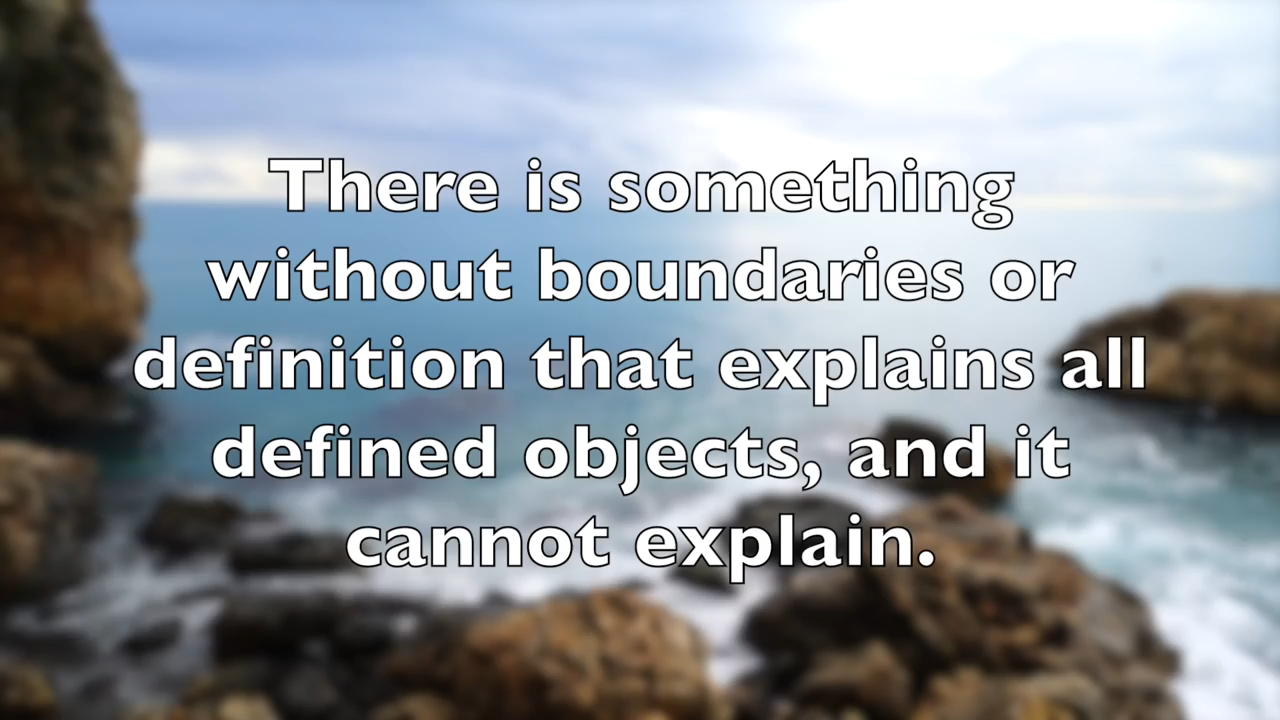 There is something
without boundaries or
definition that explains all
defined objects, and it
cannot explain.